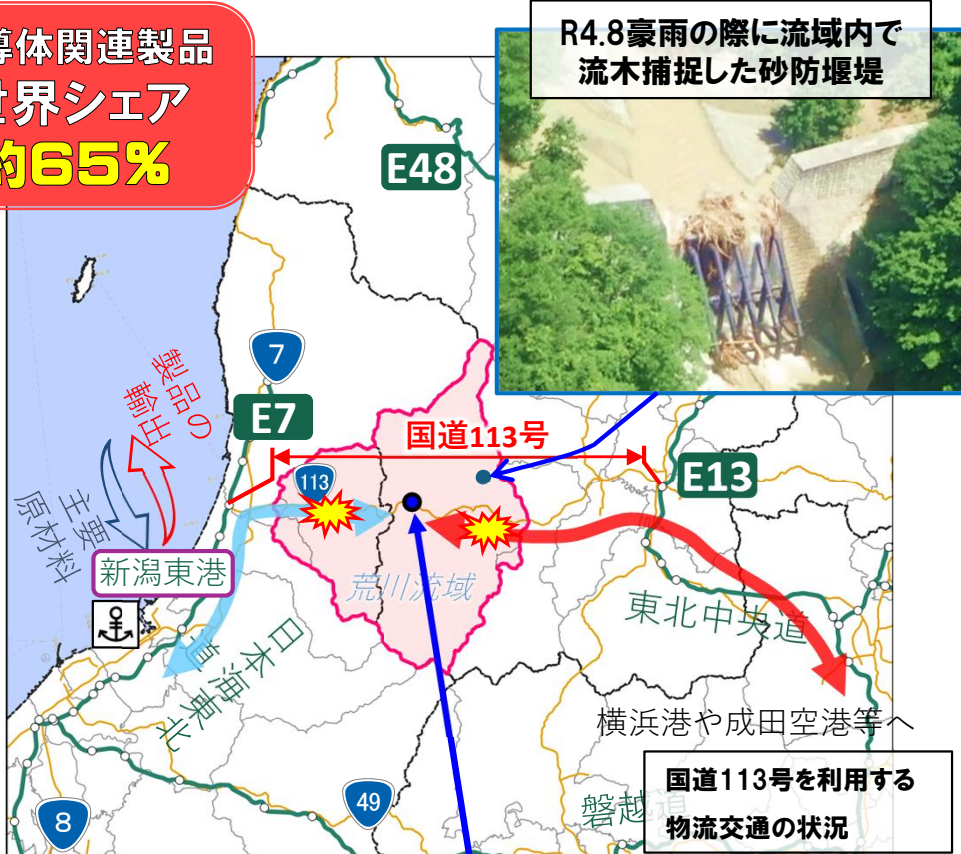 導体関連製品
世界シェア
約65%
R4.8豪雨の際に流域内で
流木捕捉した砂防堰堤
E48
7
E7
国道113号
113
E13
製品の
輸出
主要
原材料
新潟東港
荒川流域
東北中央道
日本海東北
道
横浜港や成田空港等へ
国道113号を利用する
物流交通の状況
49
磐越道
8